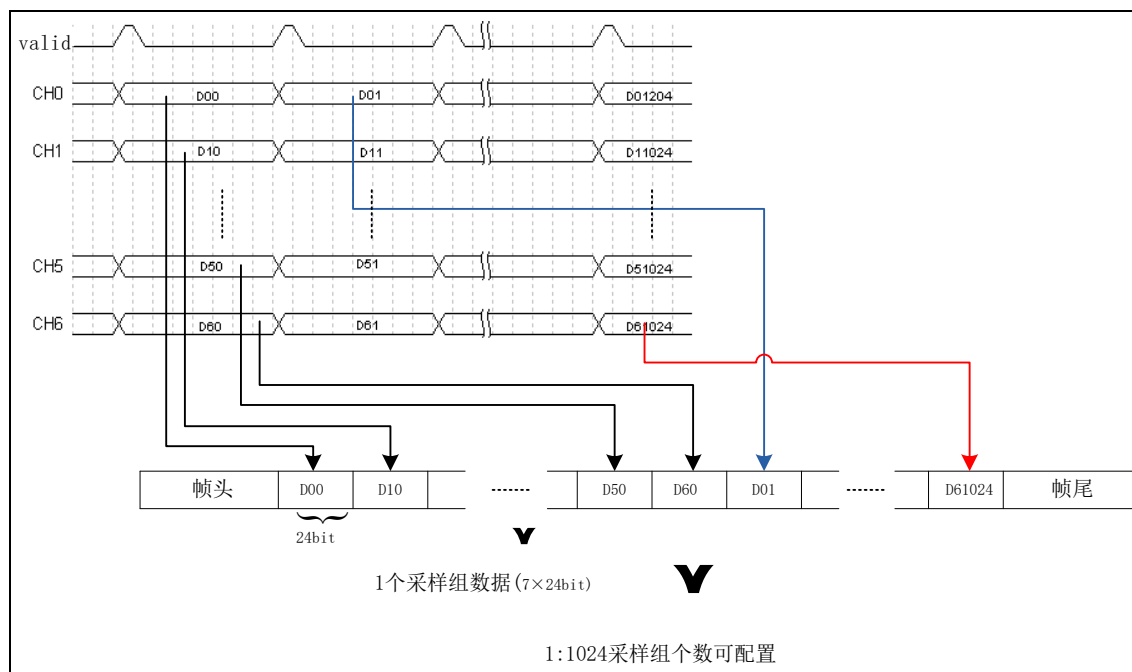 valid
CH0 D00 D01 D01204
CH1 D10 D11 D11024
CH5 D50 D51 D51024
CH6 D60 D61 D61024
帧头 D00 D10 ······· D50 D60 D01 ······· D61024 帧尾
24bit
1个采样组数据(7×24bit)
1:1024采样组个数可配置